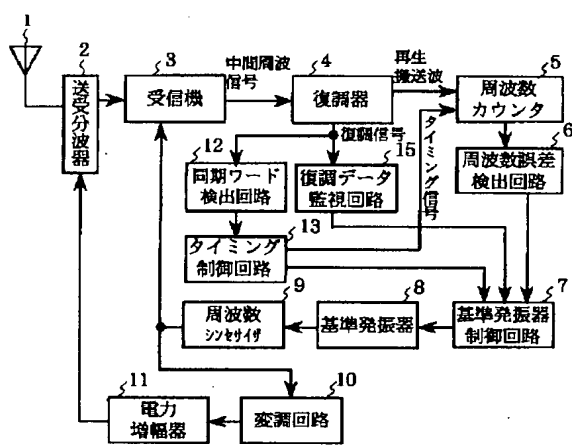 1
2
送受分波器
3
受信機
中間周波
信号
4
復調器
再生
搬送波
5
周波数
カウンタ
6
周波数誤差
検出回路
復調信号
タイミング信号
12
同期ワード
検出回路
15
復調データ
監視回路
13
タイミング
制御回路
9
周波数
シンセサイザ
8
基準発振器
7
基準発振器
制御回路
11
電力
増幅器
10
変調回路